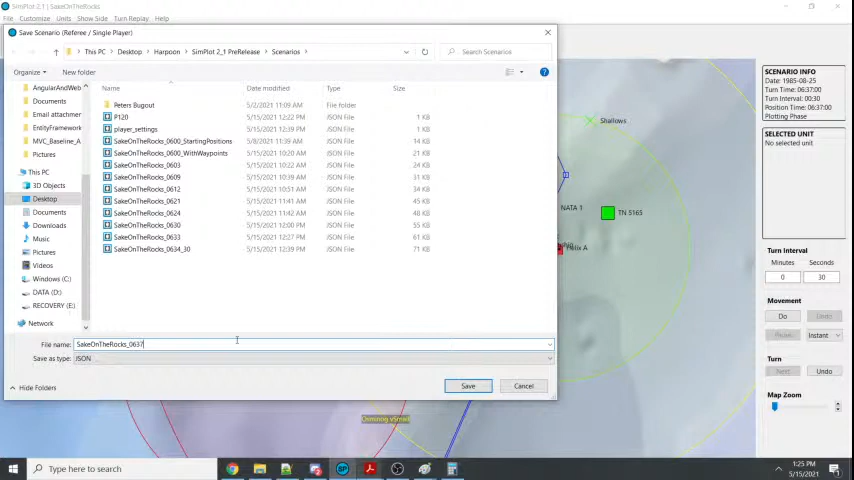 SimPlot 2.1 | SakeOnTheRocks
File Customize Units Show Side Turn Replay Help
Save Scenario (Referee / Single Player)
This PC > Desktop > Harpoon > SimPlot 2_1 PreRelease > Scenarios >
Search Scenarios
Organize New folder
Name Date modified Type Size
AngularAndWeb
Documents
Email attachmen
EntityFramework
MVC_Baseline_A
Pictures
This PC
3D Objects
Desktop
Documents
Downloads
Music
Pictures
Videos
Windows (C:)
DATA (D:)
RECOVERY (E:)
Network
Peters Bugout 5/2/2021 11:09 AM File folder
P120 5/15/2021 12:22 PM JSON File 1 KB
player_settings 5/15/2021 12:39 PM JSON File 1 KB
SakeOnTheRocks_0600_StartingPositions 5/8/2021 11:39 AM JSON File 14 KB
SakeOnTheRocks_0600_WithWaypoints 5/15/2021 10:20 AM JSON File 21 KB
SakeOnTheRocks_0603 5/15/2021 10:22 AM JSON File 24 KB
SakeOnTheRocks_0609 5/15/2021 10:39 AM JSON File 31 KB
SakeOnTheRocks_0612 5/15/2021 10:51 AM JSON File 34 KB
SakeOnTheRocks_0621 5/15/2021 11:41 AM JSON File 45 KB
SakeOnTheRocks_0624 5/15/2021 11:42 AM JSON File 48 KB
SakeOnTheRocks_0630 5/15/2021 12:00 PM JSON File 55 KB
SakeOnTheRocks_0633 5/15/2021 12:27 PM JSON File 61 KB
SakeOnTheRocks_0634_30 5/15/2021 12:39 PM JSON File 71 KB
File name: SakeOnTheRocks_0637
Save as type: JSON
Hide Folders
Save Cancel
Shallows
NATA 1
TN 5165
Helix A
SCENARIO INFO
Date: 1985-08-25
Turn Time: 06:37:00
Turn Interval: 00:30
Game Time: 06:37:00
Plotting Phase
SELECTED UNIT
No unit selected
Turn Interval
Minutes Seconds
0 30
Movement
Do Undo
Pause Instant
Turn
Next Undo
Map Zoom
Type here to search
1:25 PM
5/15/2021